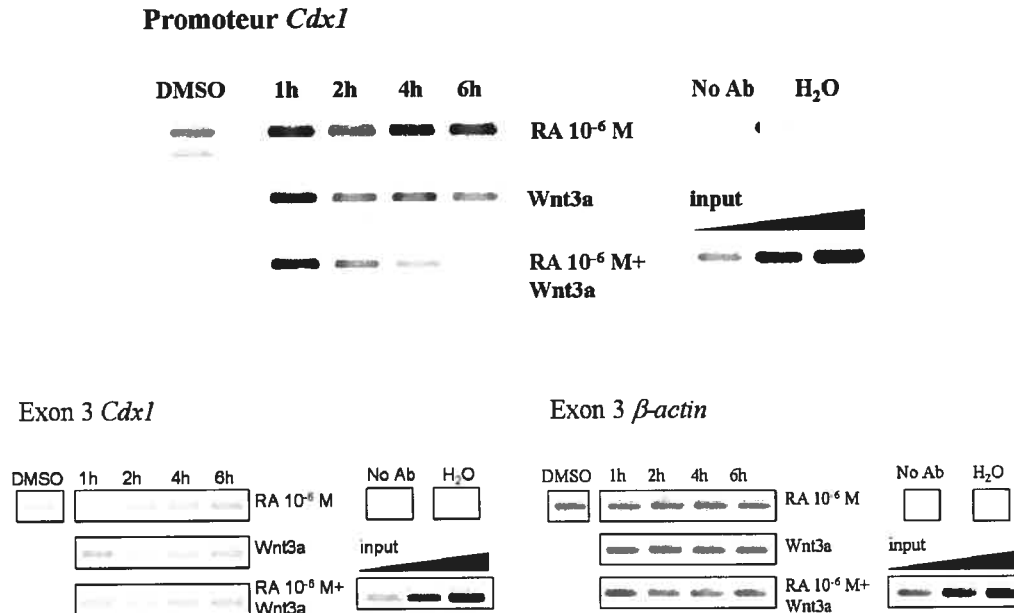 Promoteur Cdx1
DMSO 1h 2h 4h 6h No Ab H₂O
RA 10⁻⁶ M
Wnt3a
input
RA 10⁻⁶ M+
Wnt3a
Exon 3 Cdx1
DMSO 1h 2h 4h 6h No Ab H₂O
RA 10⁻⁶ M
Wnt3a
input
RA 10⁻⁶ M+
Wnt3a
Exon 3 β-actin
DMSO 1h 2h 4h 6h No Ab H₂O
RA 10⁻⁶ M
Wnt3a
input
RA 10⁻⁶ M+
Wnt3a